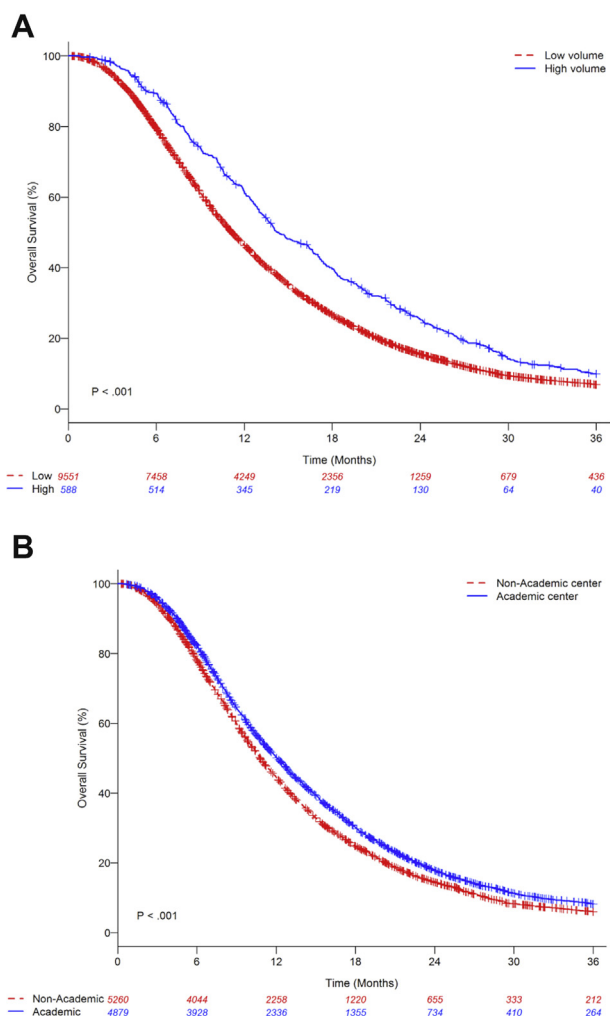 A
Low volume
High volume
100
80
60
40
20
0
Overall Survival (%)
P < .001
0 6 12 18 24 30 36
Time (Months)
Low 9551 7458 4249 2356 1259 679 436
High 588 514 345 219 130 64 40
B
Non-Academic center
Academic center
100
80
60
40
20
0
Overall Survival (%)
P < .001
0 6 12 18 24 30 36
Time (Months)
Non-Academic 5260 4044 2258 1220 655 333 212
Academic 4879 3928 2336 1355 734 410 264